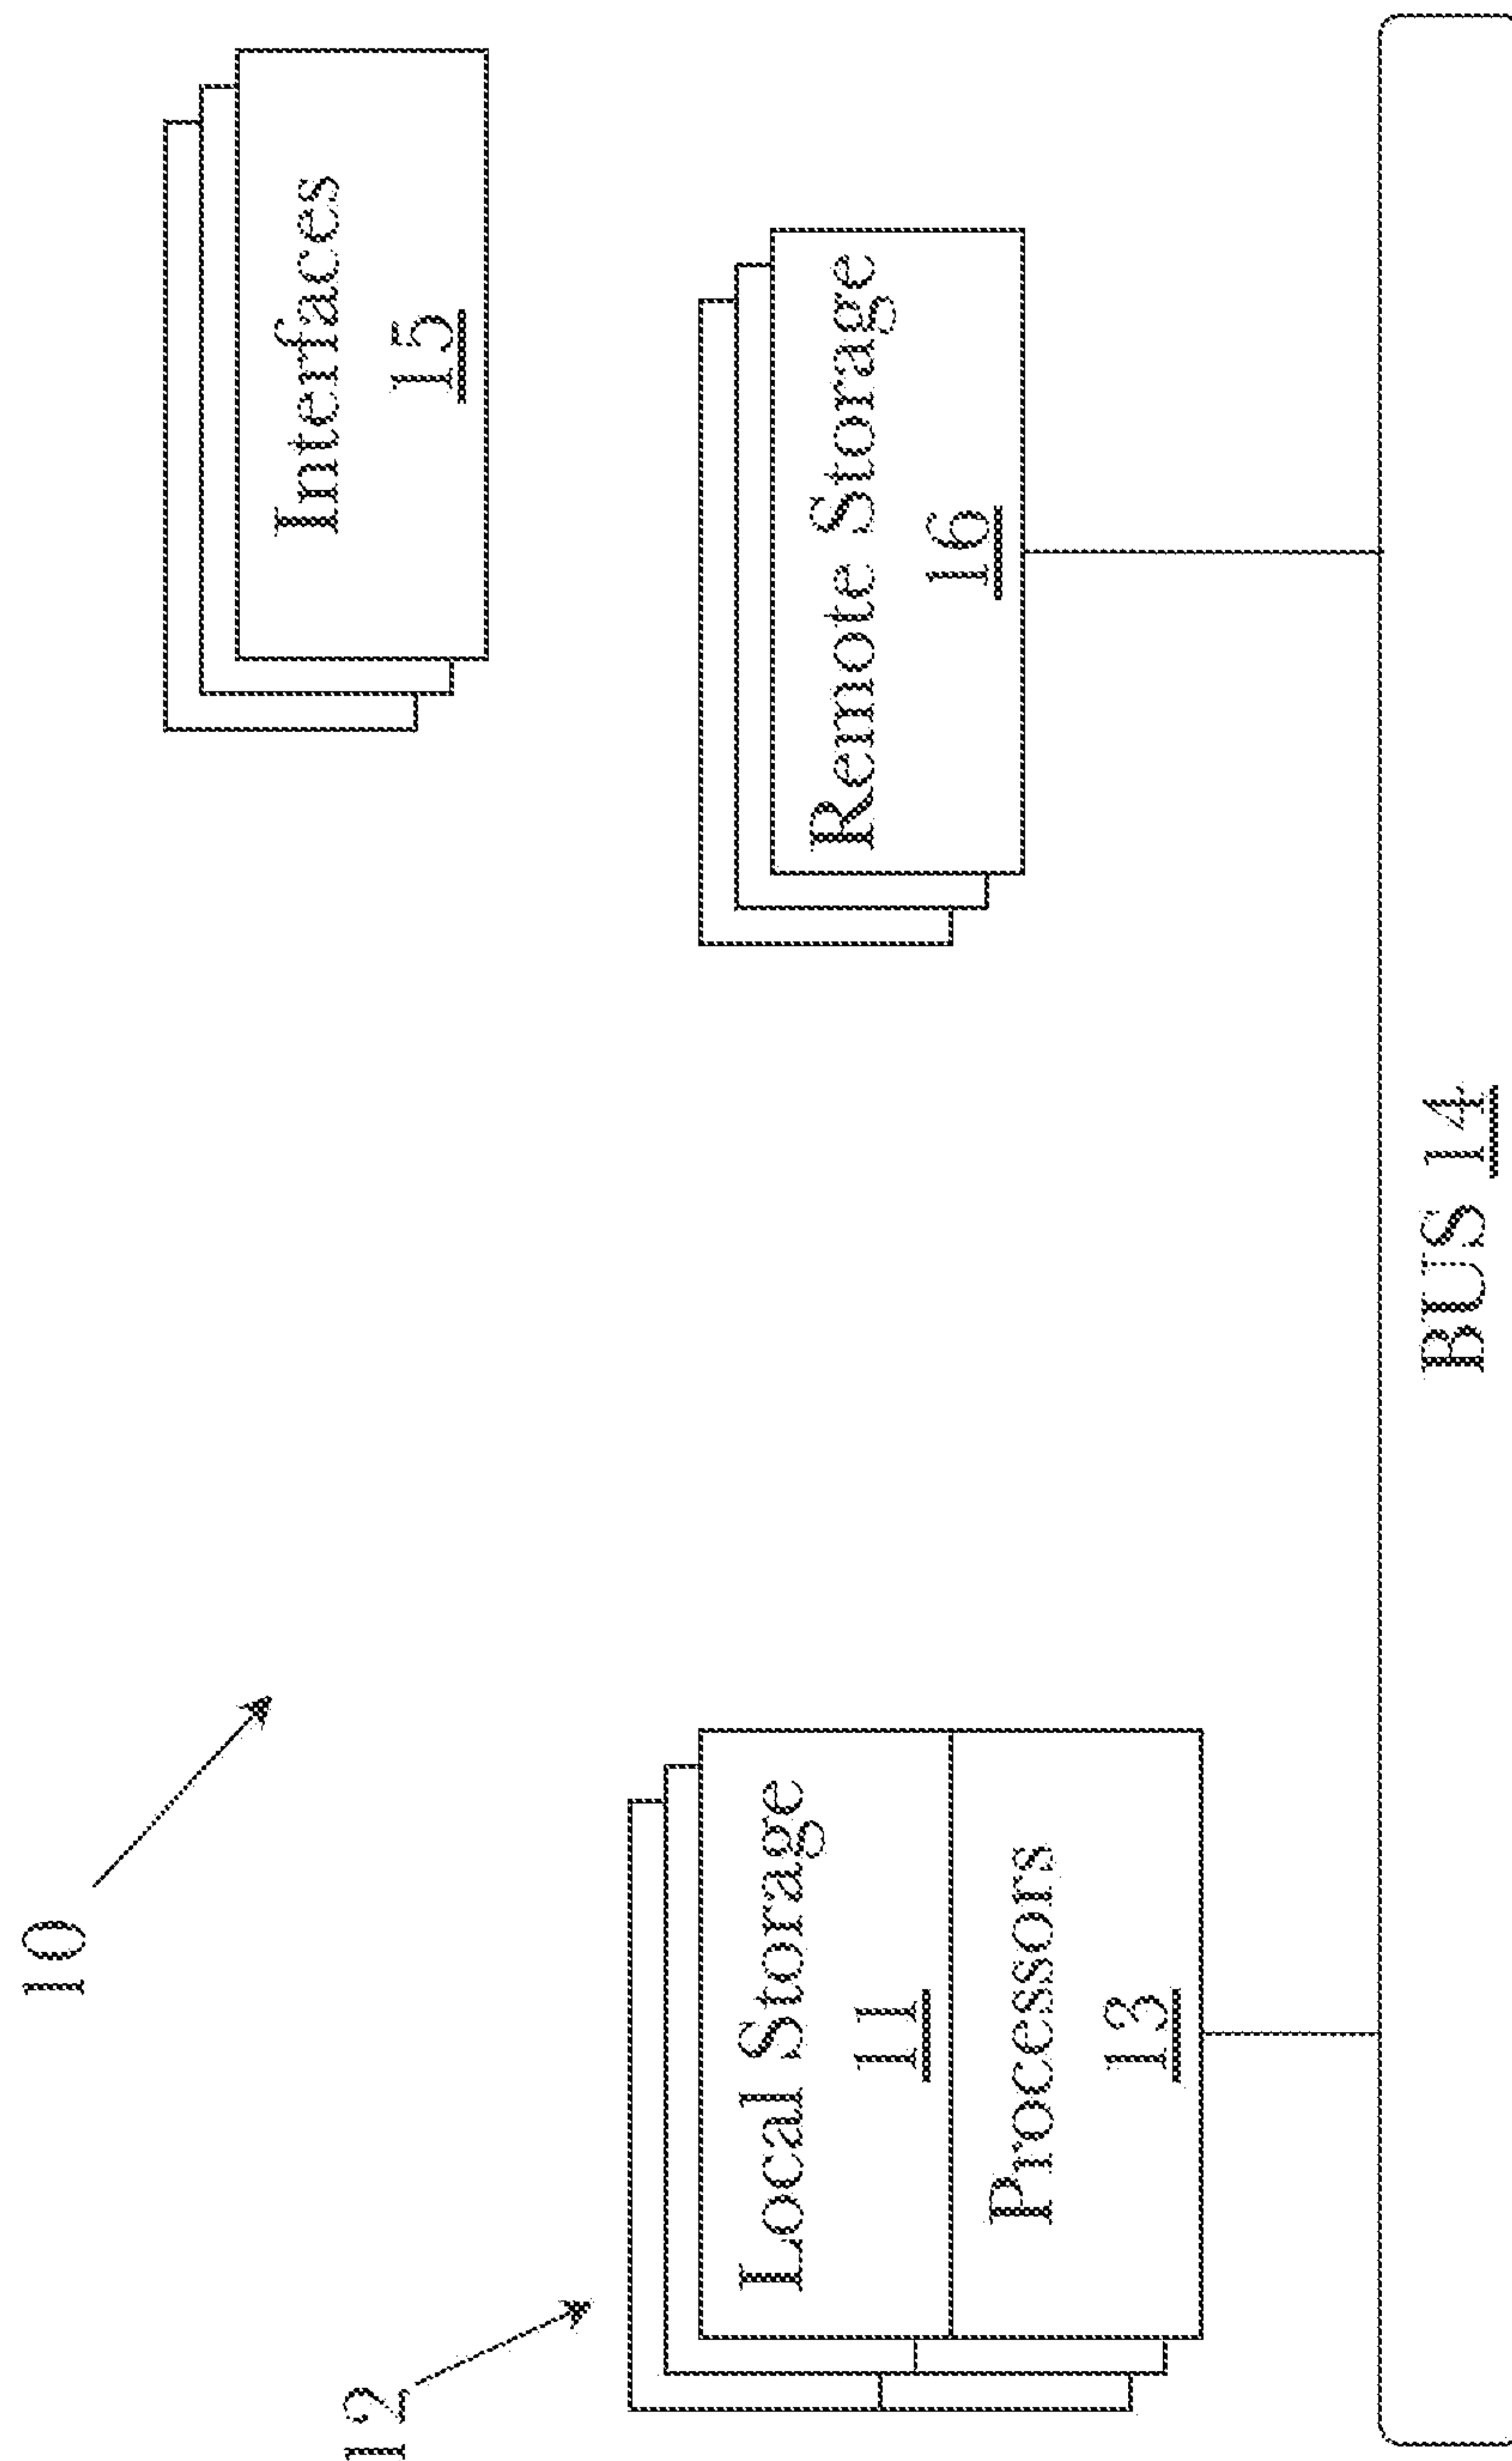 10
12
Local Storage
11
Processors
13
Interfaces
15
Remote Storage
16
BUS 14